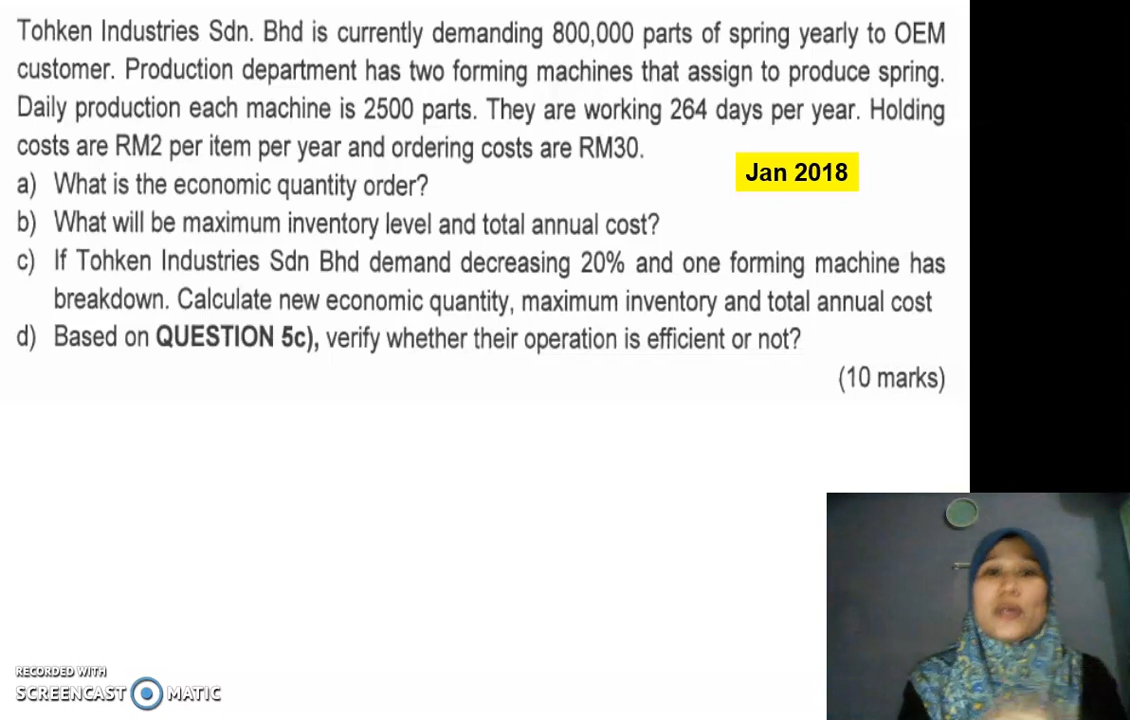 Tohken Industries Sdn. Bhd is currently demanding 800,000 parts of spring yearly to OEM
customer. Production department has two forming machines that assign to produce spring.
Daily production each machine is 2500 parts. They are working 264 days per year. Holding
costs are RM2 per item per year and ordering costs are RM30.
Jan 2018
a) What is the economic quantity order?
b) What will be maximum inventory level and total annual cost?
c) If Tohken Industries Sdn Bhd demand decreasing 20% and one forming machine has
breakdown. Calculate new economic quantity, maximum inventory and total annual cost
d) Based on QUESTION 5c), verify whether their operation is efficient or not?
(10 marks)
RECORDED WITH
SCREENCAST MATIC